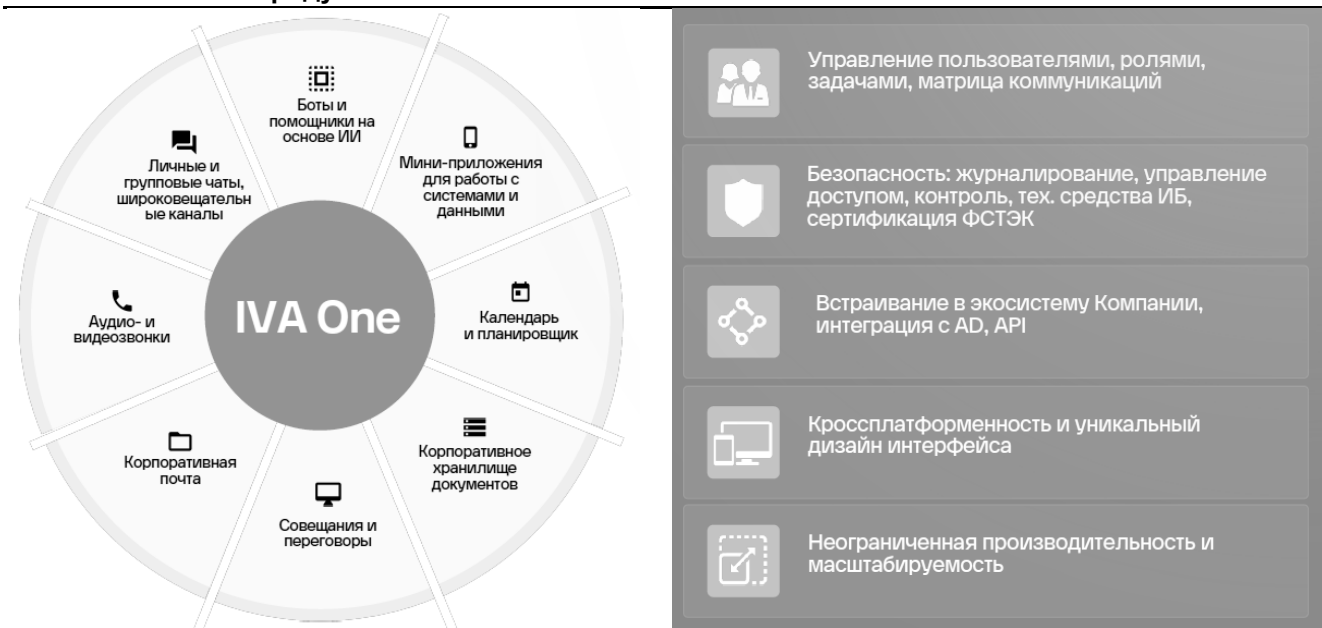 Боты и
помощники на
основе ИИ
Мини-приложения
для работы с
системами и
данными
Календарь
и планировщик
Корпоративное
хранилище
документов
Совещания и
переговоры
Корпоративная
почта
Аудио- и
видеозвонки
Личные и
групповые чаты,
широковещательн
ые каналы
IVA One
Управление пользователями, ролями,
задачами, матрица коммуникаций
Безопасность: журналирование, управление
доступом, контроль, тех. средства ИБ,
сертификация ФСТЭК
Встраивание в экосистему Компании,
интеграция с AD, API
Кроссплатформенность и уникальный
дизайн интерфейса
Неограниченная производительность и
масштабируемость